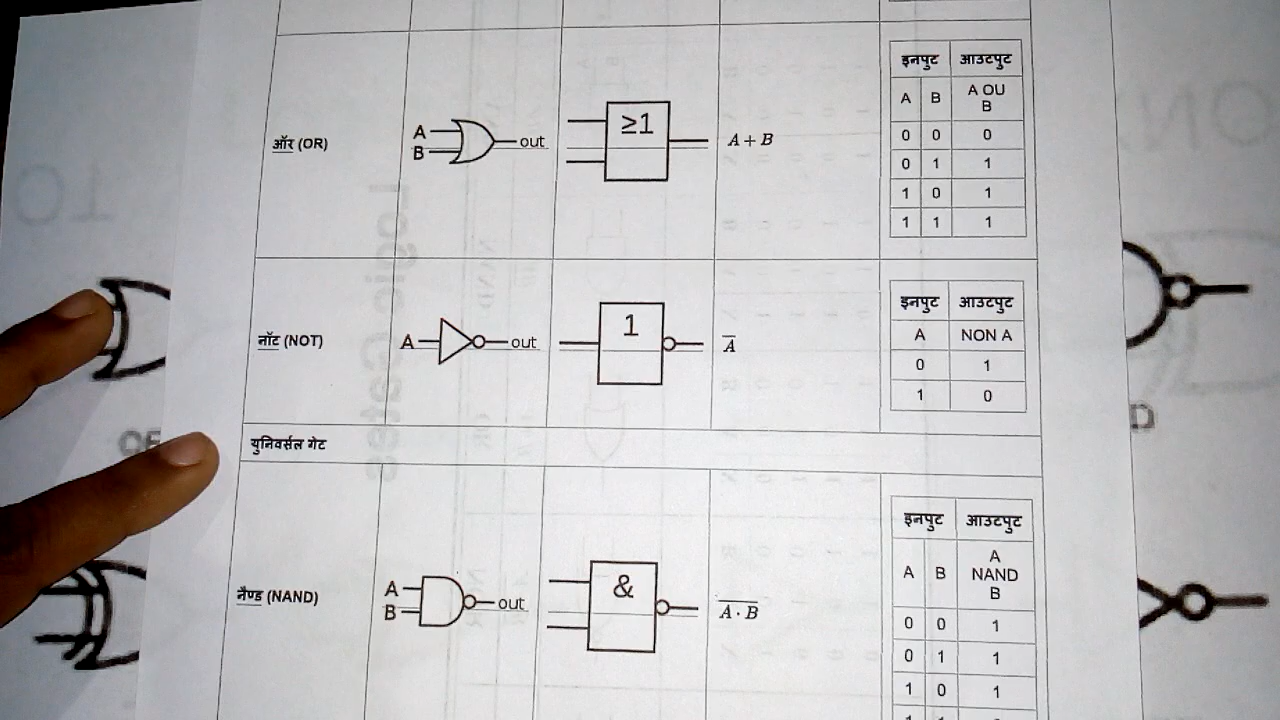 ऑर (OR)
A
B
out
≥1
A + B
इनपुट आउटपुट
A B A OU
B
0 0 0
0 1 1
1 0 1
1 1 1
नॉट (NOT)
A
out
1
A̅
इनपुट आउटपुट
A NON A
0 1
1 0
युनिवर्सल गेट
नैण्ड (NAND)
A
B
out
&
A̅ ̅·̅ ̅B̅
इनपुट आउटपुट
A B A
NAND
B
0 0 1
0 1 1
1 0 1
Logic Gates